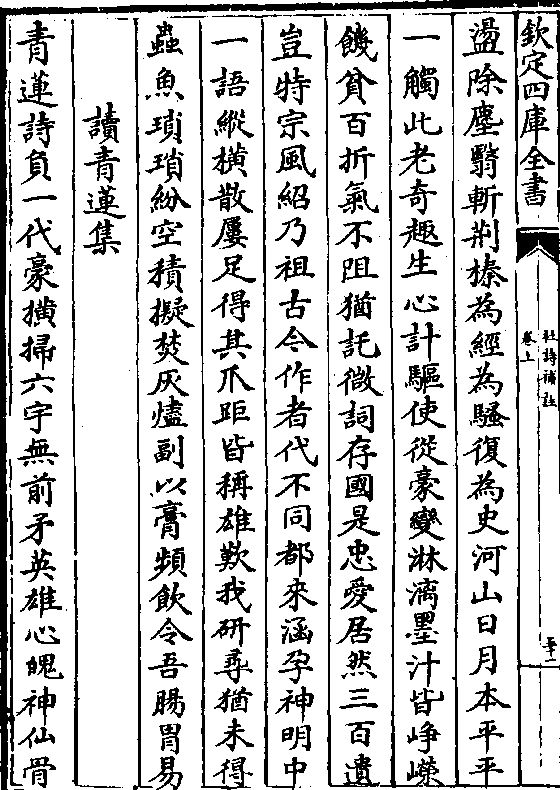 欽定四庫全書
卷上
盪除塵翳斬荆榛為經為騷復為史河山日月本平平
一觸此老奇趣生心計驅使從豪變淋漓墨汁皆崢嶸
饑貧百折氣不阻猶託微詞存國是忠愛居然三百遺
豈特宗風紹乃祖古今作者代不同都來涵孕神明中
一語縱横散屢足得其爪距皆稱雄歎我研尋猶未得
蟲魚瑣瑣紛空積擬焚灰燼副以膏頻飲令吾腸胃易
讀青蓮集
青蓮詩負一代豪横掃六宇無前矛英雄心魄神仙骨